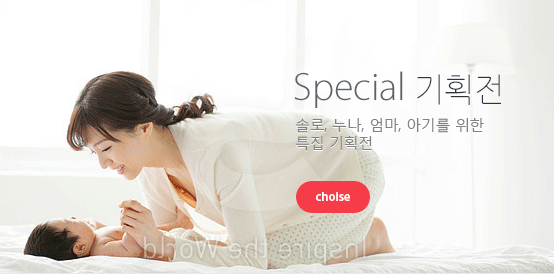 Special 기획전
솔로, 누나, 엄마, 아기를 위한
특집 기획전
choise
Inspire the World